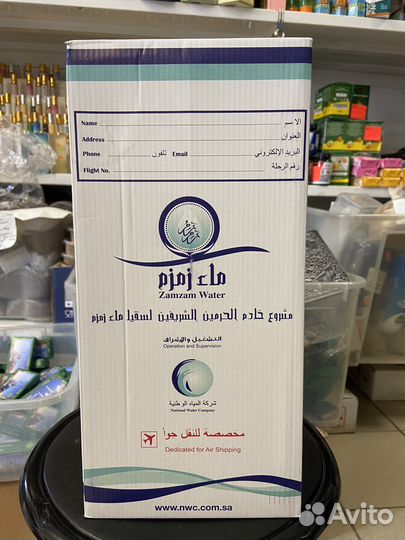 Name الاسم
Address العنوان
Phone تلفون Email البريد الإلكتروني
Flight No. رقم الرحلة
زمزم
ماء زمزم
Zamzam Water
مشروع خادم الحرمين الشريفين لسقيا ماء زمزم
التشغيل والإشراف
Operation and Supervision
شركة المياه الوطنية
National Water Company
مخصصة للنقل جواً
Dedicated for Air Shipping
www.nwc.com.sa
Avito